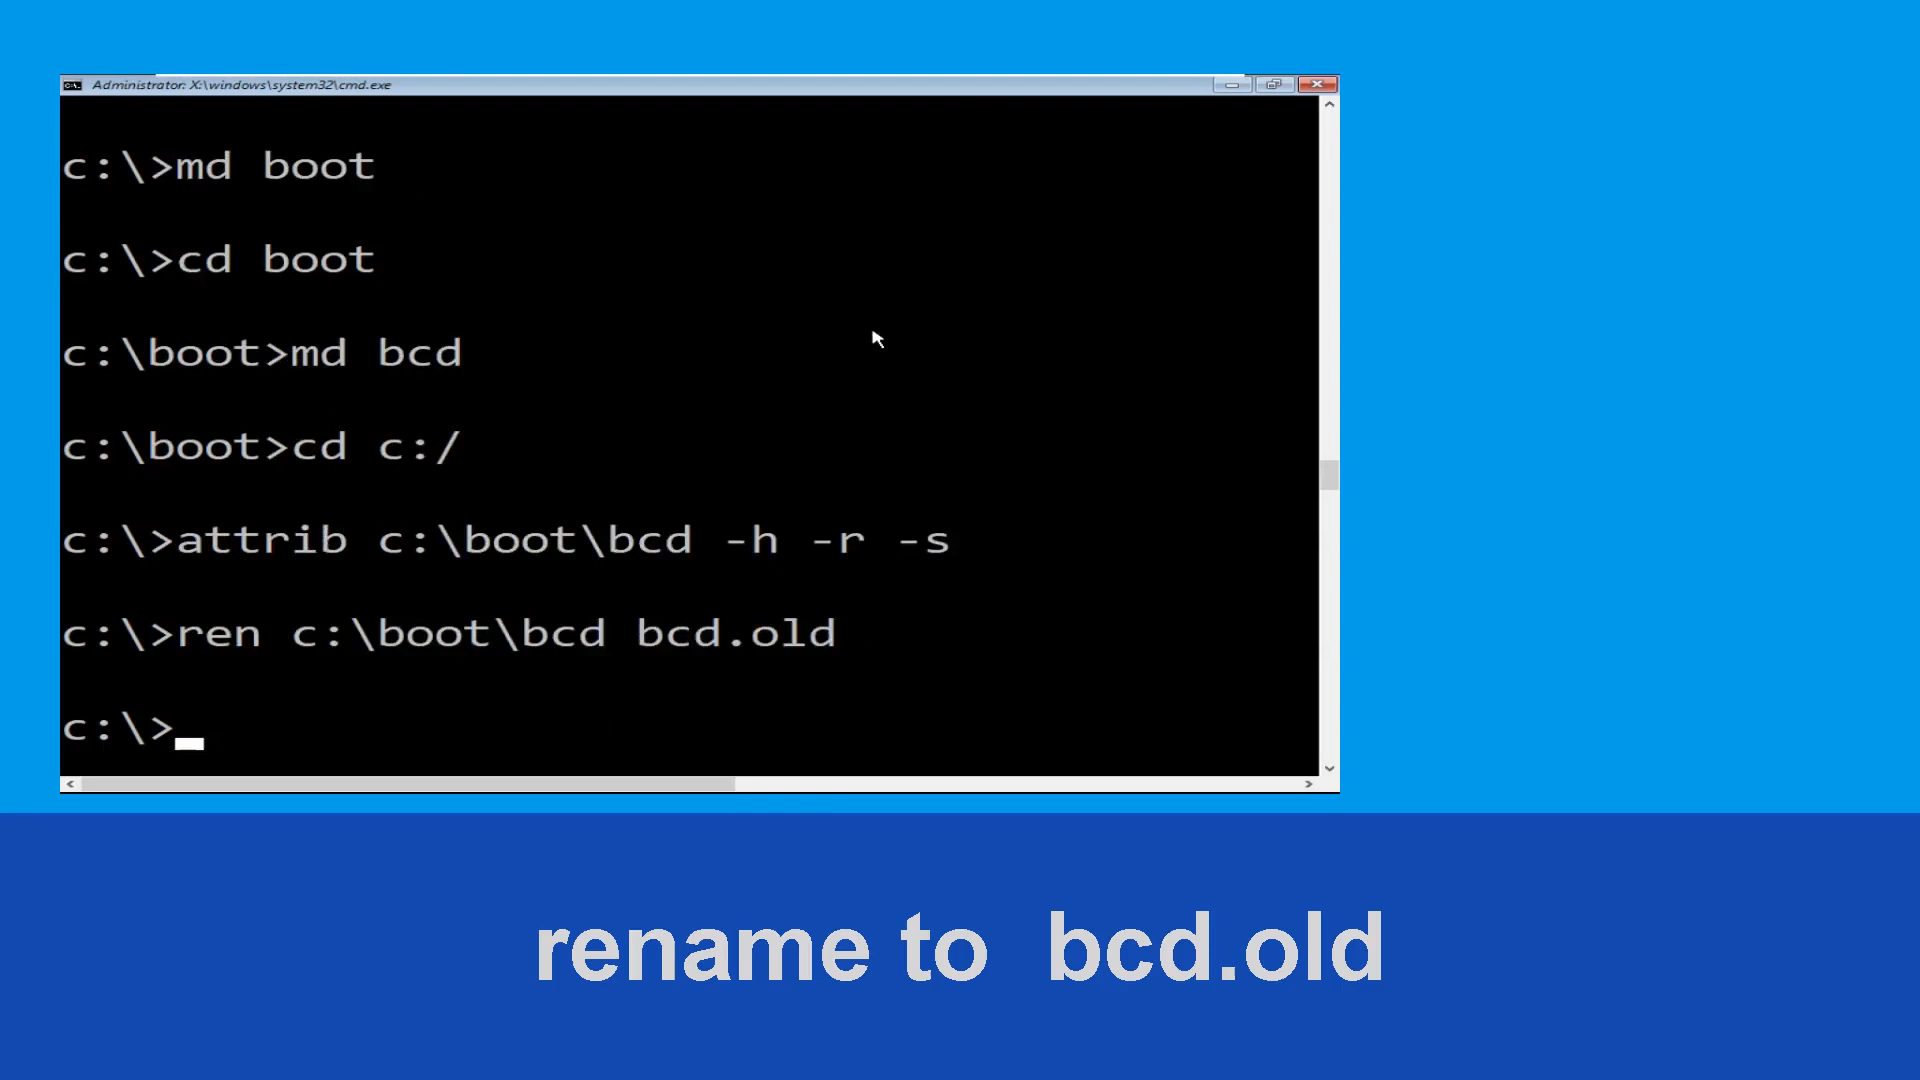 Administrator: X:\windows\system32\cmd.exe
c:\>md boot
c:\>cd boot
c:\boot>md bcd
c:\boot>cd c:/
c:\>attrib c:\boot\bcd -h -r -s
c:\>ren c:\boot\bcd bcd.old
c:\>
rename to bcd.old